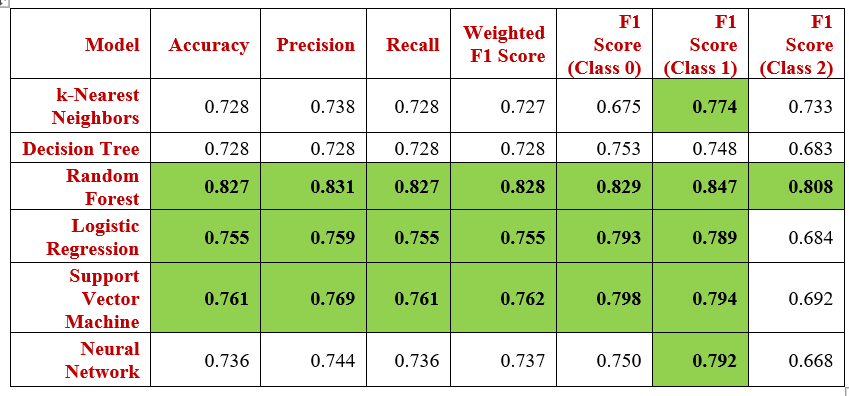 Model Accuracy Precision Recall Weighted F1 Score F1 Score (Class 0) F1 Score (Class 1) F1 Score (Class 2)
k-Nearest Neighbors 0.728 0.738 0.728 0.727 0.675 0.774 0.733
Decision Tree 0.728 0.728 0.728 0.728 0.753 0.748 0.683
Random Forest 0.827 0.831 0.827 0.828 0.829 0.847 0.808
Logistic Regression 0.755 0.759 0.755 0.755 0.793 0.789 0.684
Support Vector Machine 0.761 0.769 0.761 0.762 0.798 0.794 0.692
Neural Network 0.736 0.744 0.736 0.737 0.750 0.792 0.668